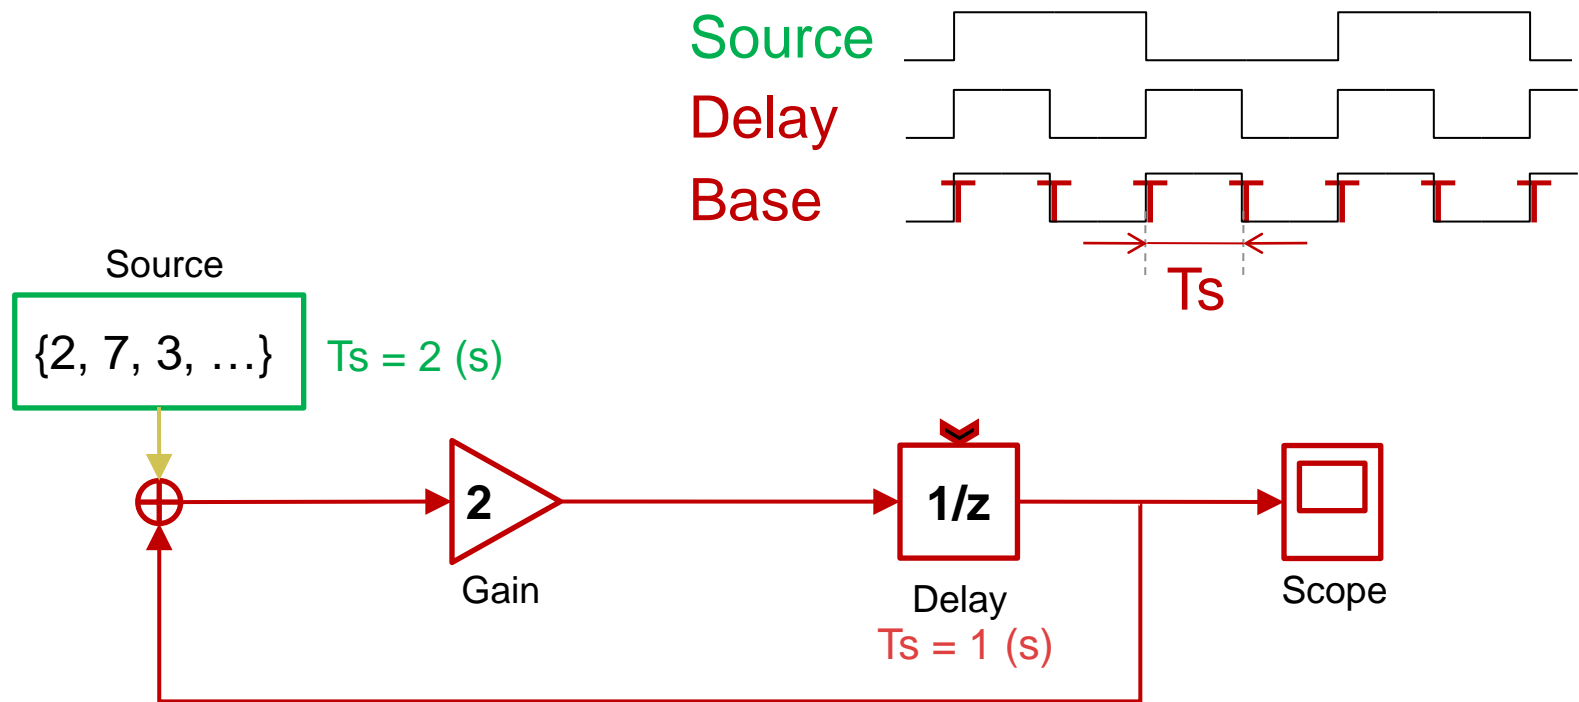 Source
Delay
Base
Ts
Source
{2, 7, 3, …}
Ts = 2 (s)
2
1/z
Gain
Delay
Scope
Ts = 1 (s)